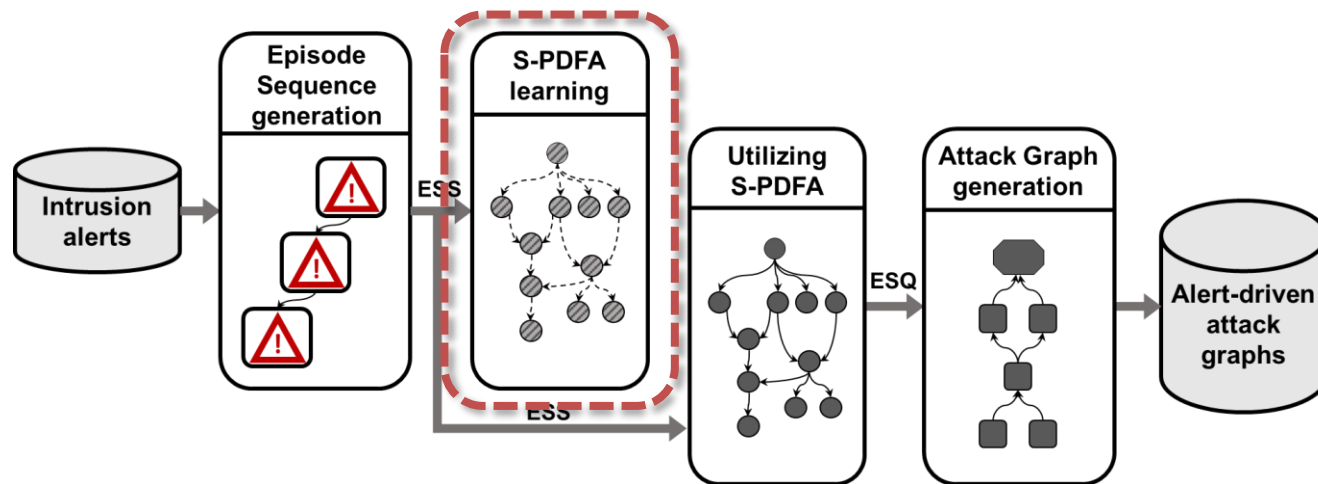 Intrusion
alerts
Episode
Sequence
generation
!
!
!
ESS
ESS
S-PDFA
learning
Utilizing
S-PDFA
ESQ
Attack Graph
generation
Alert-driven
attack
graphs